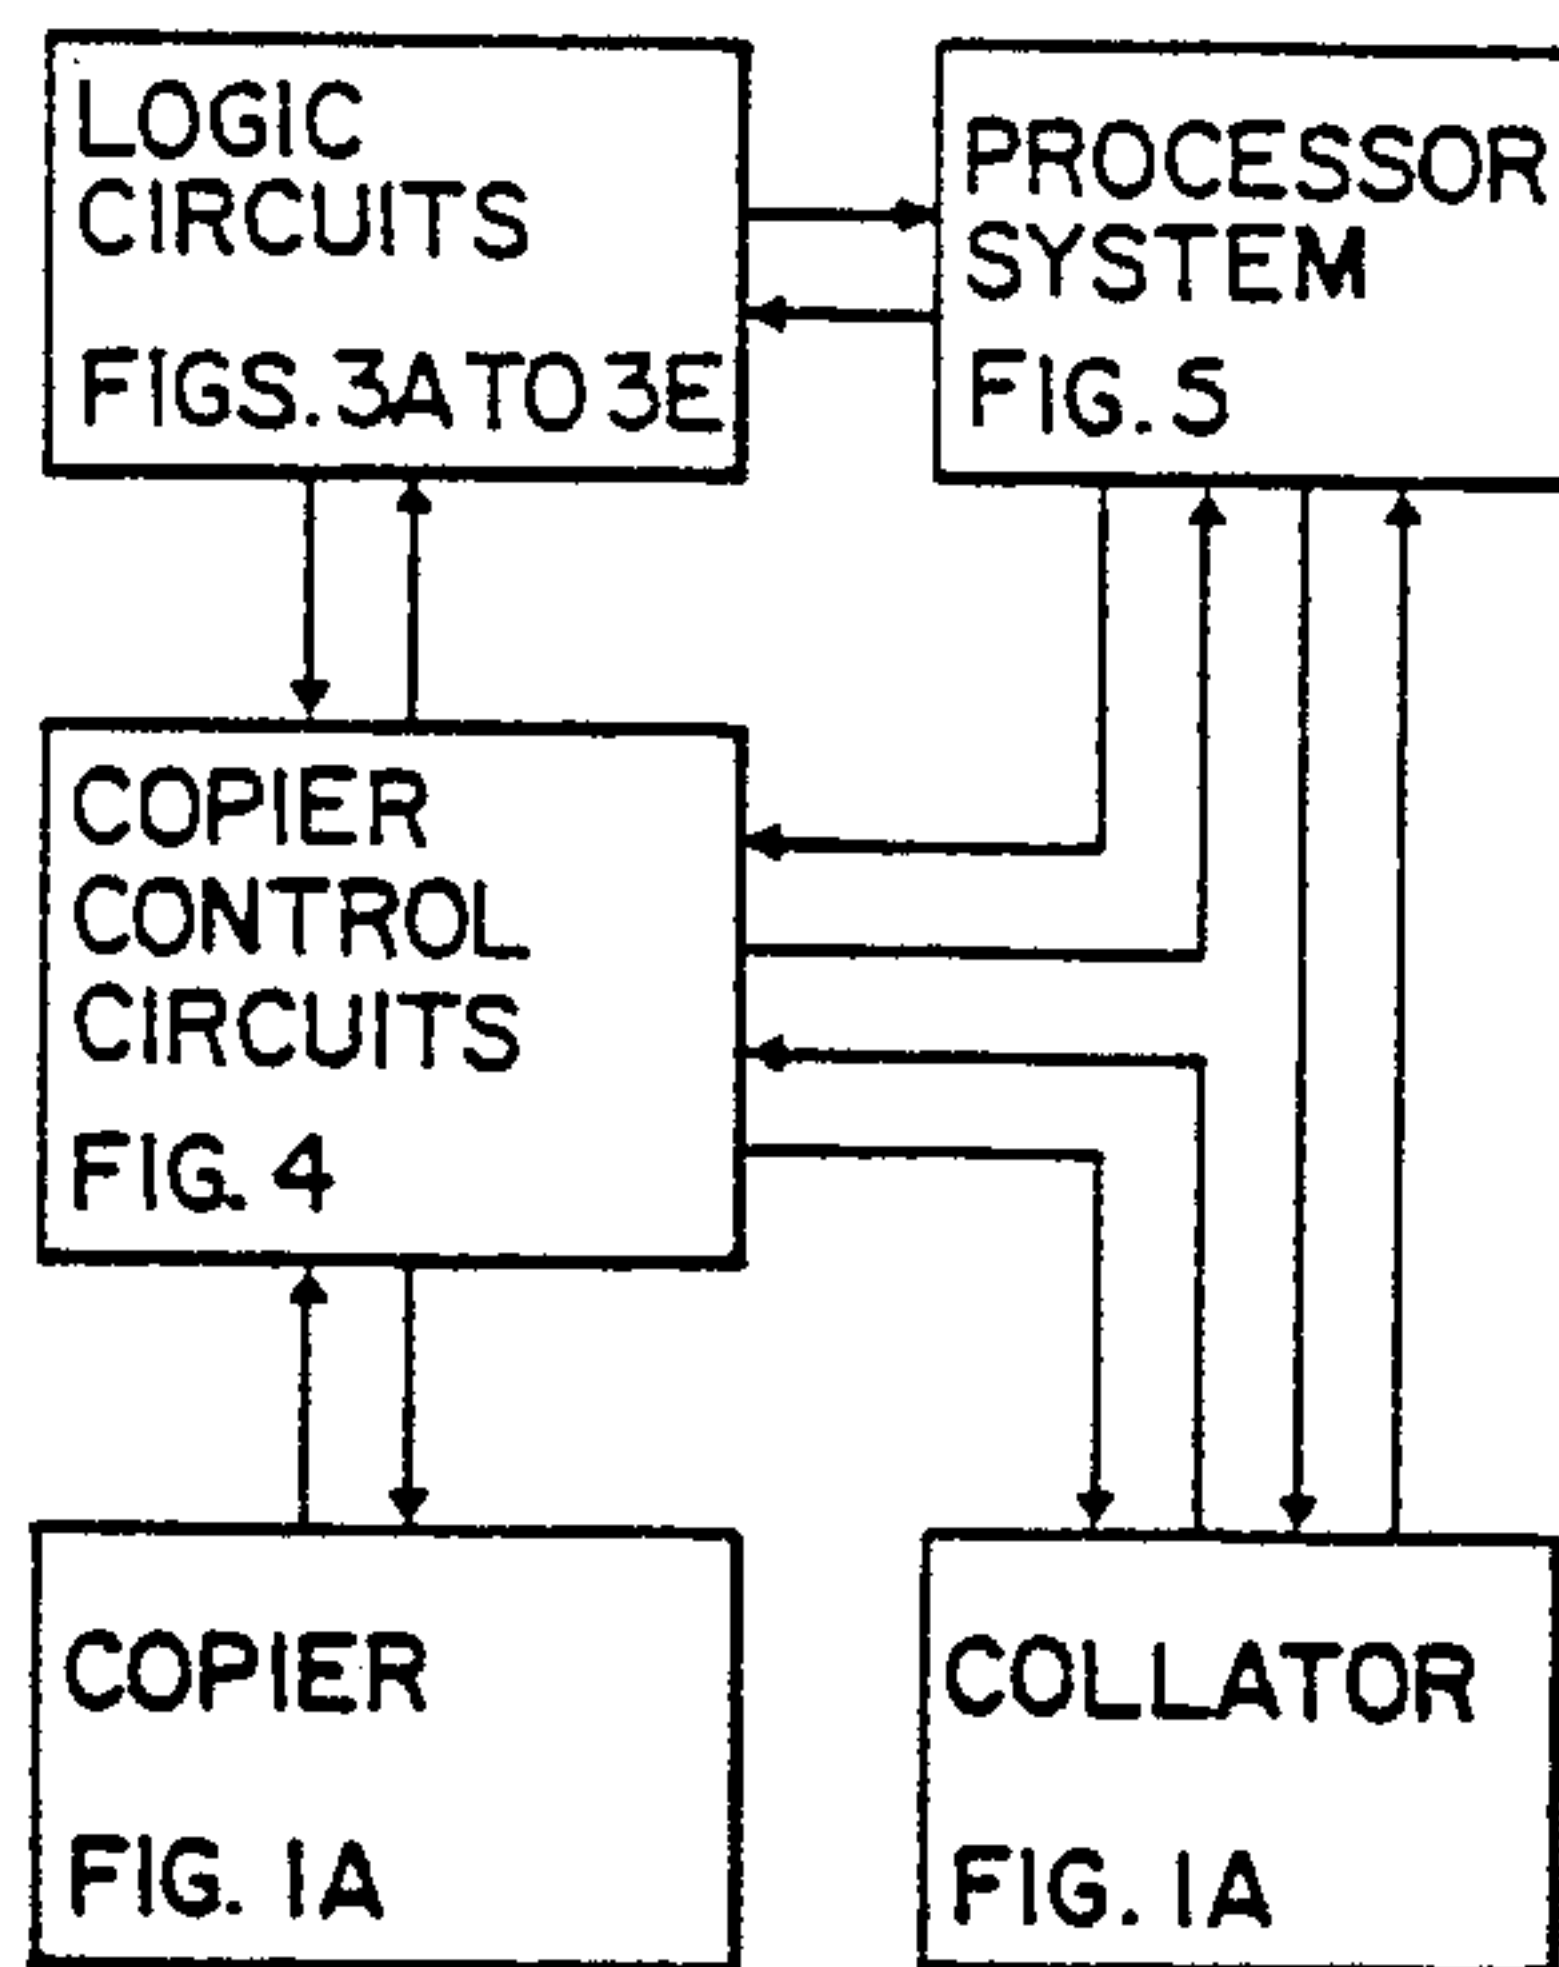 LOGIC
CIRCUITS
FIGS. 3A TO 3E
PROCESSOR
SYSTEM
FIG. 5
COPIER
CONTROL
CIRCUITS
FIG. 4
COPIER
FIG. 1A
COLLATOR
FIG. 1A